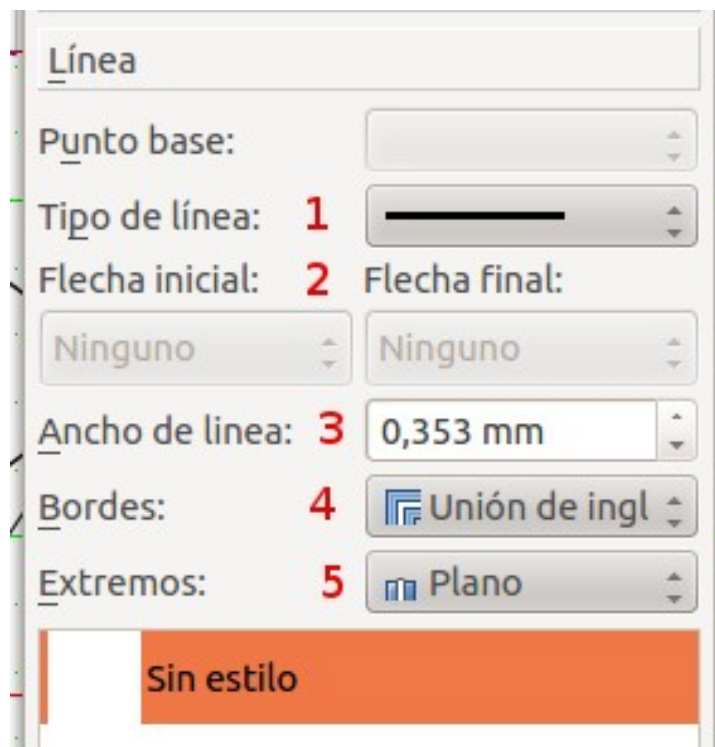 Línea
Punto base:
Tipo de línea: 1
Flecha inicial: 2 Flecha final:
Ninguno Ninguno
Ancho de linea: 3 0,353 mm
Bordes: 4 Unión de ingl
Extremos: 5 Plano
Sin estilo